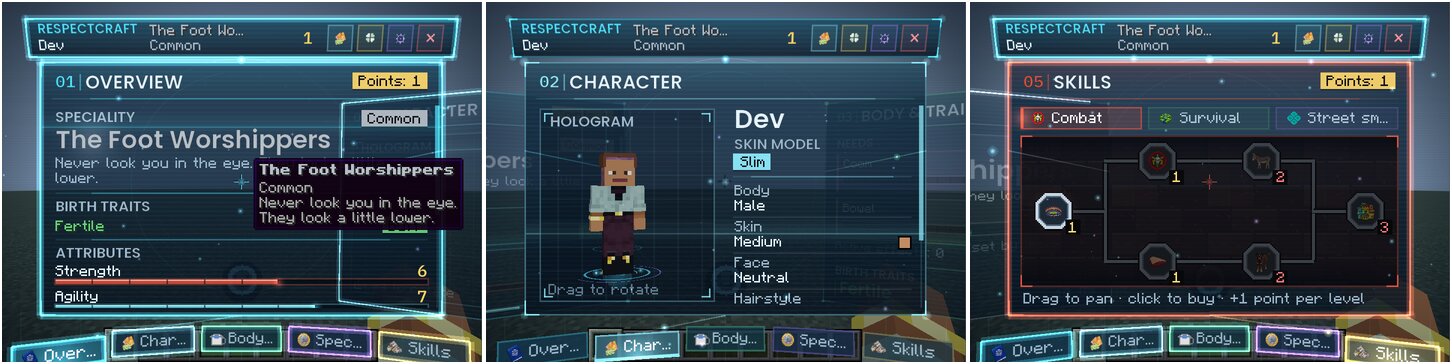 RESPECTCRAFT
The Foot Wo...
Dev
Common
1
01 OVERVIEW
Points: 1
SPECIALITY
Common
The Foot Worshippers
Never look you in the eye.
lower.
The Foot Worshippers
Common
Never look you in the eye.
They look a little lower.
BIRTH TRAITS
Fertile
ATTRIBUTES
Strength
6
Agility
7
Over...
Char...
Body...
Spec...
Skills
RESPECTCRAFT
The Foot Wo...
Dev
Common
1
02 CHARACTER
HOLOGRAM
Drag to rotate
Dev
SKIN MODEL
Slim
Body
Male
Skin
Medium
Face
Neutral
Hairstyle
NEEDS
Bowel
BIRTH TRAITS
Over...
Char...
Body...
Spec...
Skills
RESPECTCRAFT
The Foot Wo...
Dev
Common
1
05 SKILLS
Points: 1
Combat
Survival
Street sm...
1
1
2
3
1
2
Drag to pan · click to buy · +1 point per level
Over...
Char...
Body...
Spec...
Skills